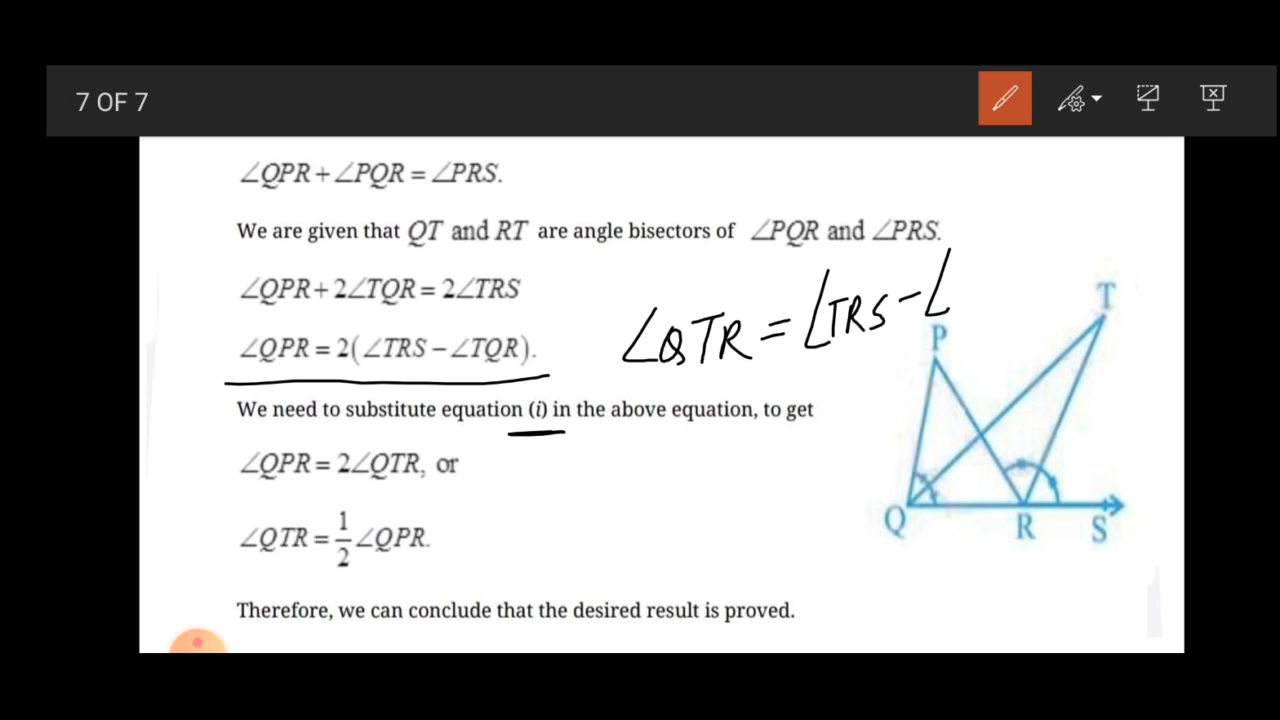 7 OF 7
∠QPR + ∠PQR = ∠PRS.
We are given that QT and RT are angle bisectors of ∠PQR and ∠PRS.
∠QPR + 2∠TQR = 2∠TRS
∠QPR = 2(∠TRS − ∠TQR).
∠QTR = ∠TRS − ∠
We need to substitute equation (i) in the above equation, to get
∠QPR = 2∠QTR, or
∠QTR = 1/2 ∠QPR.
Therefore, we can conclude that the desired result is proved.
T
P
Q
R
S